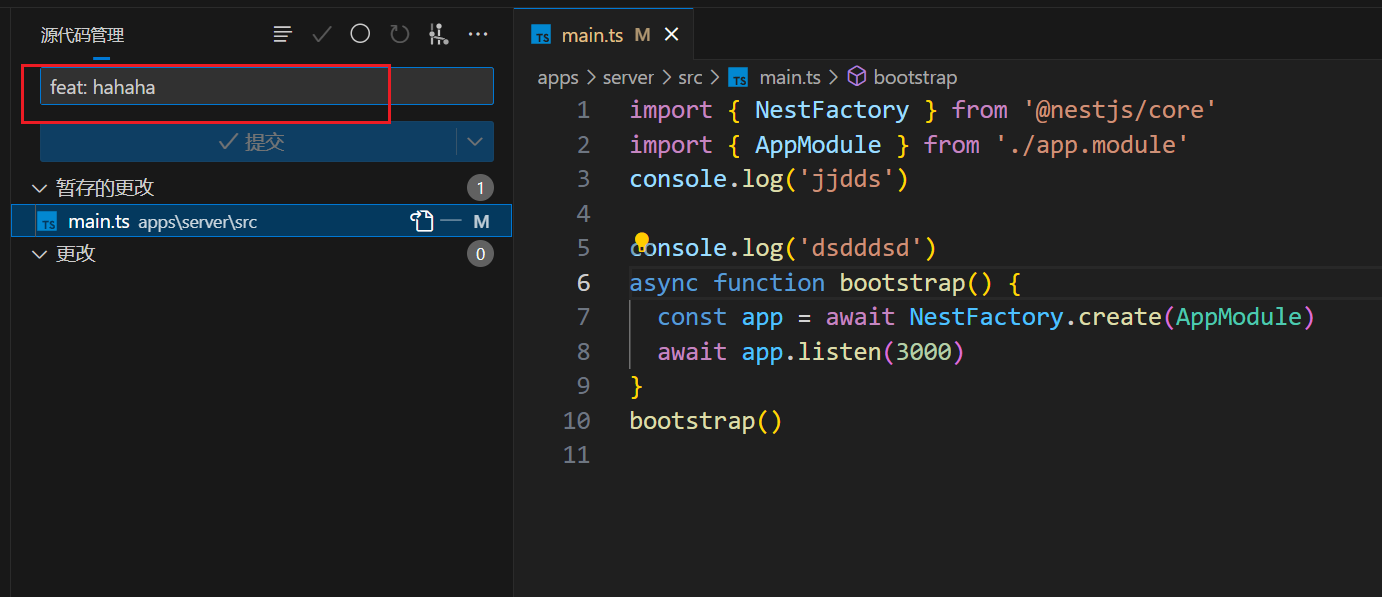 源代码管理
feat: hahaha
提交
暂存的更改 1
TS main.ts apps\server\src M
更改 0
TS main.ts M
apps > server > src > TS main.ts > bootstrap
1 import { NestFactory } from '@nestjs/core'
2 import { AppModule } from './app.module'
3 console.log('jjdds')
4
5 console.log('dsdddsd')
6 async function bootstrap() {
7 const app = await NestFactory.create(AppModule)
8 await app.listen(3000)
9 }
10 bootstrap()
11